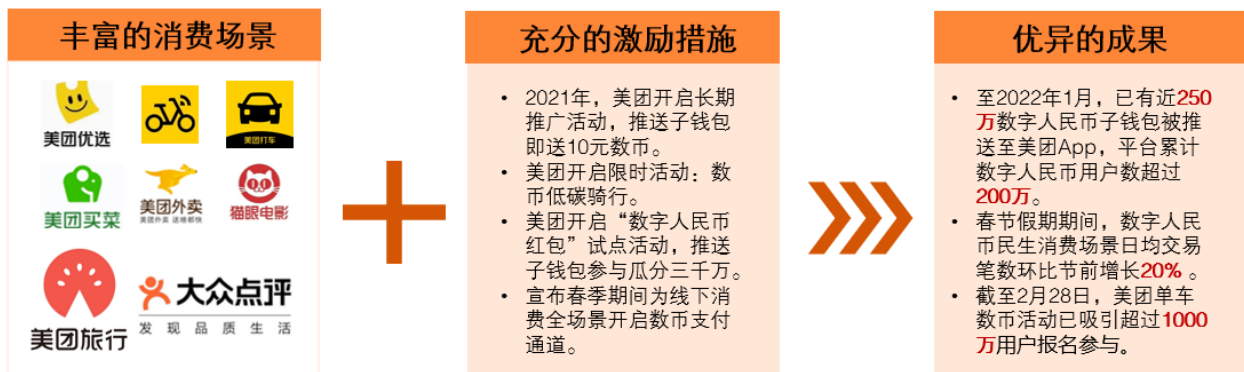 丰富的消费场景
美团优选
美团打车
美团买菜
美团外卖
美团外卖 送啥都快
猫眼电影
美团旅行
大众点评
发现品质生活
充分的激励措施
• 2021年，美团开启长期
推广活动，推送子钱包
即送10元数币。
• 美团开启限时活动：数
币低碳骑行。
• 美团开启“数字人民币
红包”试点活动，推送
子钱包参与瓜分三千万。
• 宣布春季期间为线下消
费全场景开启数币支付
通道。
优异的成果
• 至2022年1月，已有近250
万数字人民币子钱包被推
送至美团App，平台累计
数字人民币用户数超过
200万。
• 春节假期期间，数字人民
币民生消费场景日均交易
笔数环比节前增长20% 。
• 截至2月28日，美团单车
数币活动已吸引超过1000
万用户报名参与。